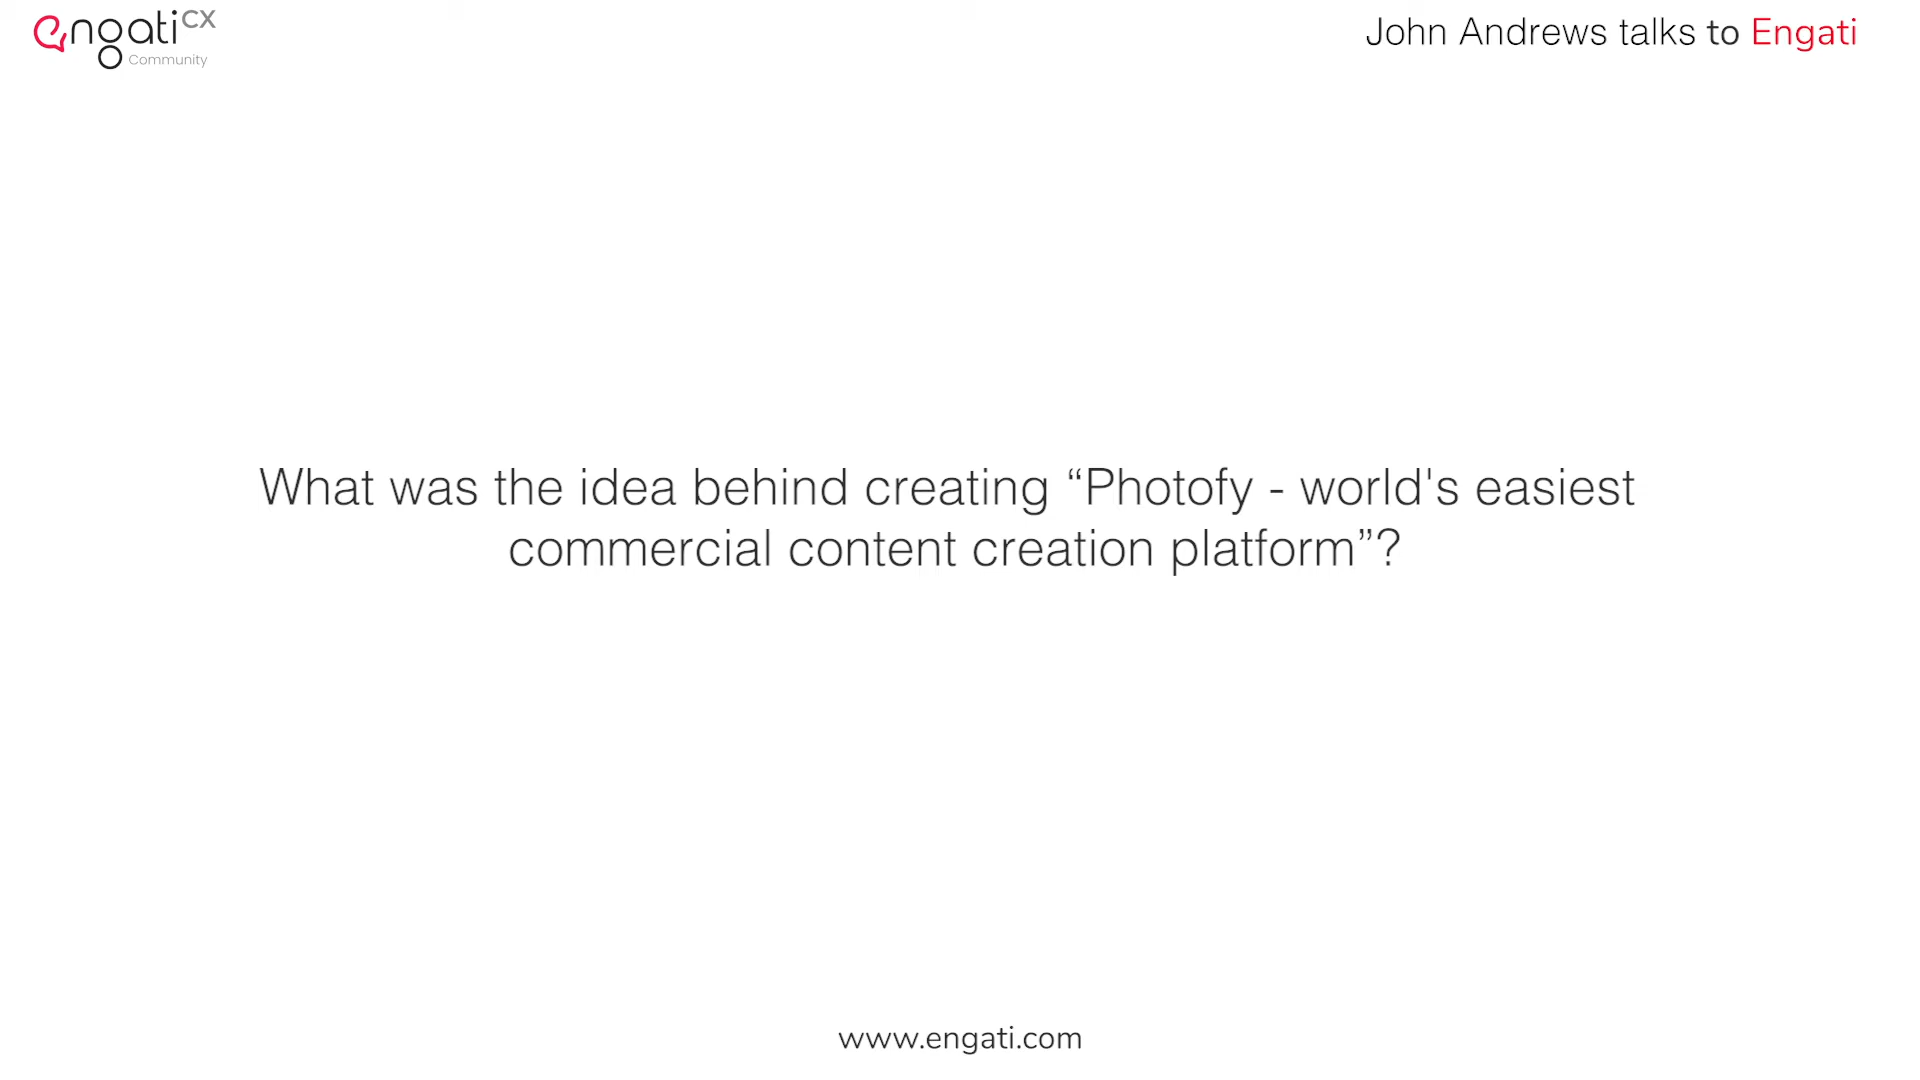 engati CX
Community
John Andrews talks to Engati
What was the idea behind creating “Photofy - world's easiest
commercial content creation platform”?
www.engati.com